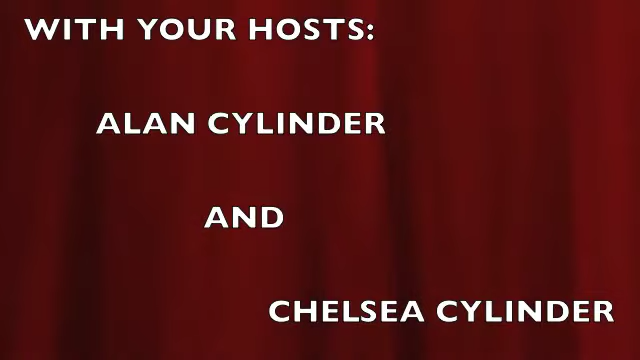 WITH YOUR HOSTS:
ALAN CYLINDER
AND
CHELSEA CYLINDER